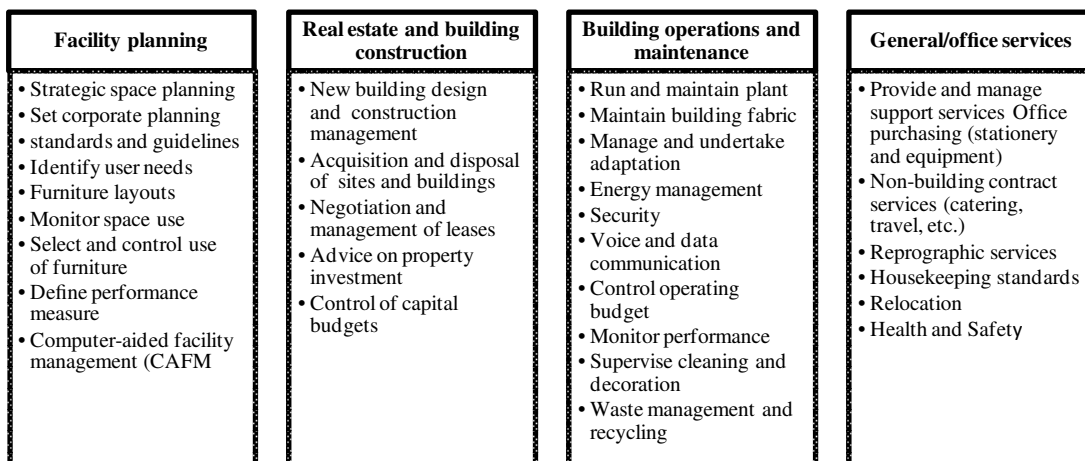 Facility planning
• Strategic space planning
• Set corporate planning
• standards and guidelines
• Identify user needs
• Furniture layouts
• Monitor space use
• Select and control use
of furniture
• Define performance
measure
• Computer-aided facility
management (CAFM
Real estate and building
construction
• New building design
and construction
management
• Acquisition and disposal
of sites and buildings
• Negotiation and
management of leases
• Advice on property
investment
• Control of capital
budgets
Building operations and
maintenance
• Run and maintain plant
• Maintain building fabric
• Manage and undertake
adaptation
• Energy management
• Security
• Voice and data
communication
• Control operating
budget
• Monitor performance
• Supervise cleaning and
decoration
• Waste management and
recycling
General/office services
• Provide and manage
support services Office
purchasing (stationery
and equipment)
• Non-building contract
services (catering,
travel, etc.)
• Reprographic services
• Housekeeping standards
• Relocation
• Health and Safety